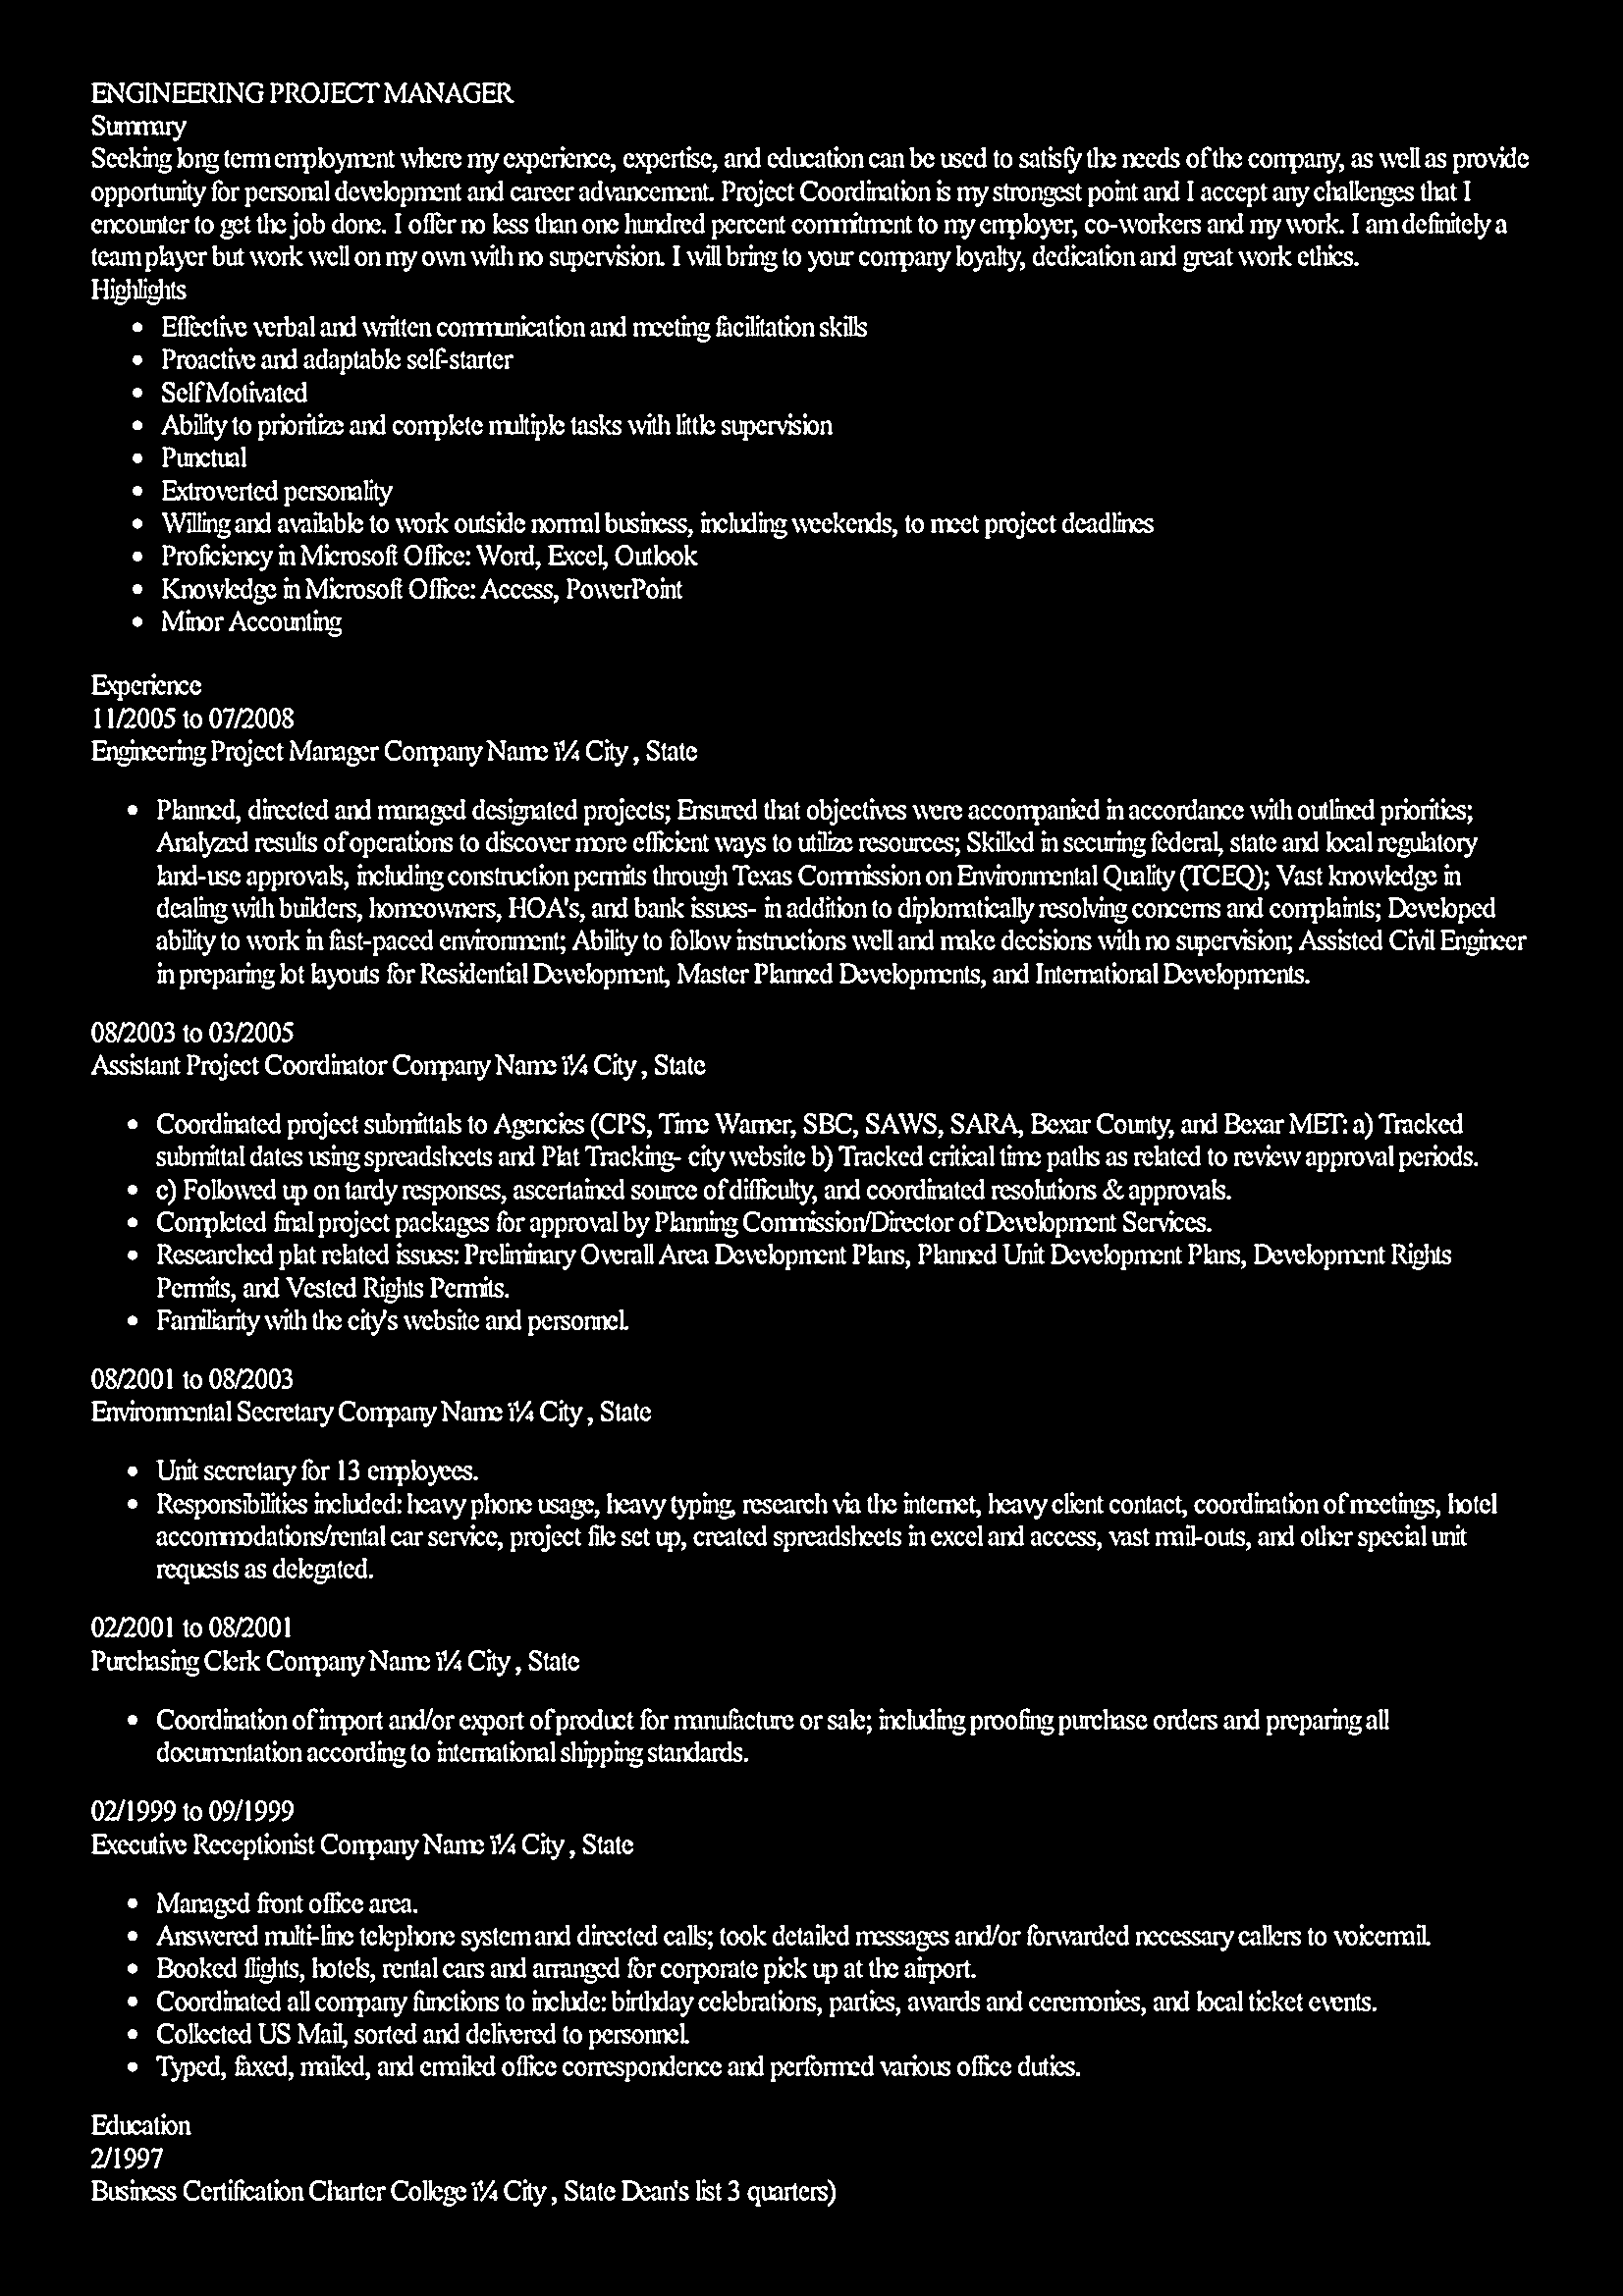 ENGINEERING PROJECT MANAGER
Summary
Seeking long term employment where my experience, expertise, and education can be used to satisfy the needs of the company, as well as provide
opportunity for personal development and career advancement. Project Coordination is my strongest point and I accept any challenges that I
encounter to get the job done. I offer no less than one hundred percent commitment to my employer, co-workers and my work. I am definitely a
team player but work well on my own with no supervision. I will bring to your company loyalty, dedication and great work ethics.
Highlights
• Effective verbal and written communication and meeting facilitation skills
• Proactive and adaptable self-starter
• Self Motivated
• Ability to prioritize and complete multiple tasks with little supervision
• Punctual
• Extroverted personality
• Willing and available to work outside normal business, including weekends, to meet project deadlines
• Proficiency in Microsoft Office: Word, Excel, Outlook
• Knowledge in Microsoft Office: Access, PowerPoint
• Minor Accounting
Experience
11/2005 to 07/2008
Engineering Project Manager Company Name ï¼ City , State
• Planned, directed and managed designated projects; Ensured that objectives were accompanied in accordance with outlined priorities;
Analyzed results of operations to discover more efficient ways to utilize resources; Skilled in securing federal, state and local regulatory
land-use approvals, including construction permits through Texas Commission on Environmental Quality (TCEQ); Vast knowledge in
dealing with builders, homeowners, HOA's, and bank issues- in addition to diplomatically resolving concerns and complaints; Developed
ability to work in fast-paced environment; Ability to follow instructions well and make decisions with no supervision; Assisted Civil Engineer
in preparing lot layouts for Residential Development, Master Planned Developments, and International Developments.
08/2003 to 03/2005
Assistant Project Coordinator Company Name ï¼ City , State
• Coordinated project submittals to Agencies (CPS, Time Warner, SBC, SAWS, SARA, Bexar County, and Bexar MET: a) Tracked
submittal dates using spreadsheets and Plat Tracking- city website b) Tracked critical time paths as related to review approval periods.
• c) Followed up on tardy responses, ascertained source of difficulty, and coordinated resolutions & approvals.
• Completed final project packages for approval by Planning Commission/Director of Development Services.
• Researched plat related issues: Preliminary Overall Area Development Plans, Planned Unit Development Plans, Development Rights
Permits, and Vested Rights Permits.
• Familiarity with the city's website and personnel.
08/2001 to 08/2003
Environmental Secretary Company Name ï¼ City , State
• Unit secretary for 13 employees.
• Responsibilities included: heavy phone usage, heavy typing, research via the internet, heavy client contact, coordination of meetings, hotel
accommodations/rental car service, project file set up, created spreadsheets in excel and access, vast mail-outs, and other special unit
requests as delegated.
02/2001 to 08/2001
Purchasing Clerk Company Name ï¼ City , State
• Coordination of import and/or export of product for manufacture or sale; including proofing purchase orders and preparing all
documentation according to international shipping standards.
02/1999 to 09/1999
Executive Receptionist Company Name ï¼ City , State
• Managed front office area.
• Answered multi-line telephone system and directed calls; took detailed messages and/or forwarded necessary callers to voicemail.
• Booked flights, hotels, rental cars and arranged for corporate pick up at the airport.
• Coordinated all company functions to include: birthday celebrations, parties, awards and ceremonies, and local ticket events.
• Collected US Mail, sorted and delivered to personnel.
• Typed, faxed, mailed, and emailed office correspondence and performed various office duties.
Education
2/1997
Business Certification Charter College ï¼ City , State Dean's list 3 quarters)